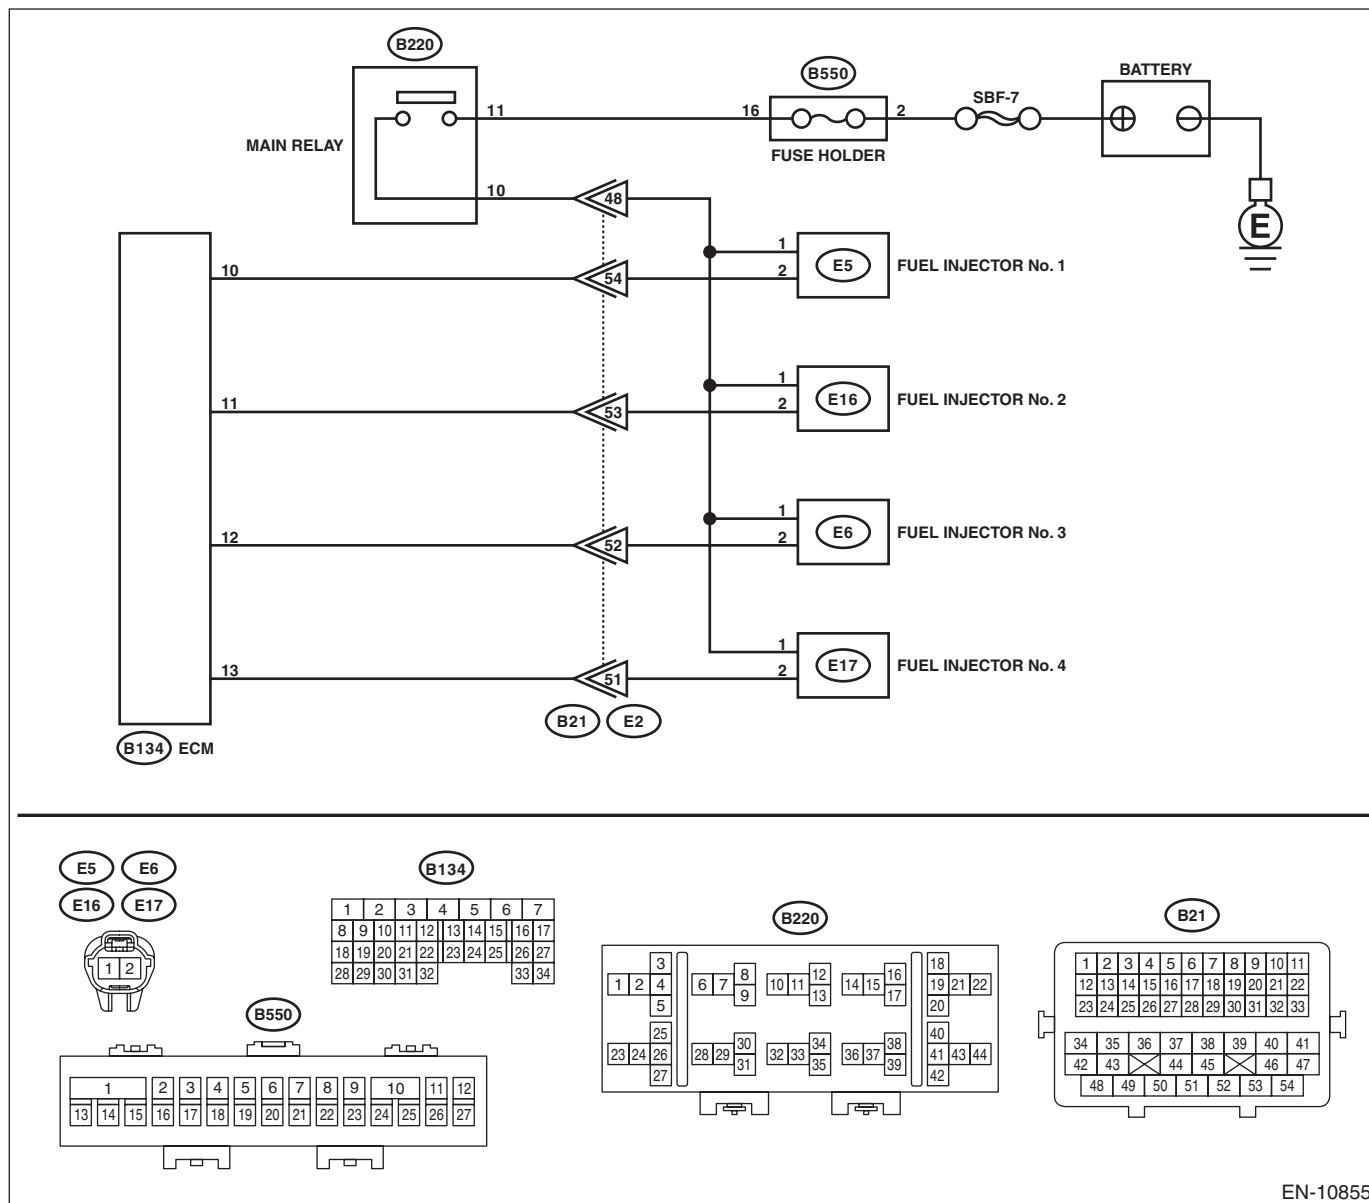 B220
B550
BATTERY
SBF-7
11
16
2
MAIN RELAY
FUSE HOLDER
10
48
E
1
10
54
2
E5
FUEL INJECTOR No. 1
1
11
53
2
E16
FUEL INJECTOR No. 2
1
12
52
2
E6
FUEL INJECTOR No. 3
1
13
51
2
E17
FUEL INJECTOR No. 4
B21 E2
B134 ECM
E5 E6
E16 E17
1 2
B134
1 2 3 4 5 6 7
8 9 10 11 12 13 14 15 16 17
18 19 20 21 22 23 24 25 26 27
28 29 30 31 32 33 34
B220
3 8 12 16 18
1 2 4 6 7 10 11 14 15 19 21 22
5 9 13 17 20
25 30 34 38 40
23 24 26 28 29 32 33 36 37 41 43 44
27 31 35 39 42
B21
1 2 3 4 5 6 7 8 9 10 11
12 13 14 15 16 17 18 19 20 21 22
23 24 25 26 27 28 29 30 31 32 33
34 35 36 37 38 39 40 41
42 43 44 45 46 47
48 49 50 51 52 53 54
B550
1 2 3 4 5 6 7 8 9 10 11 12
13 14 15 16 17 18 19 20 21 22 23 24 25 26 27
EN-10855